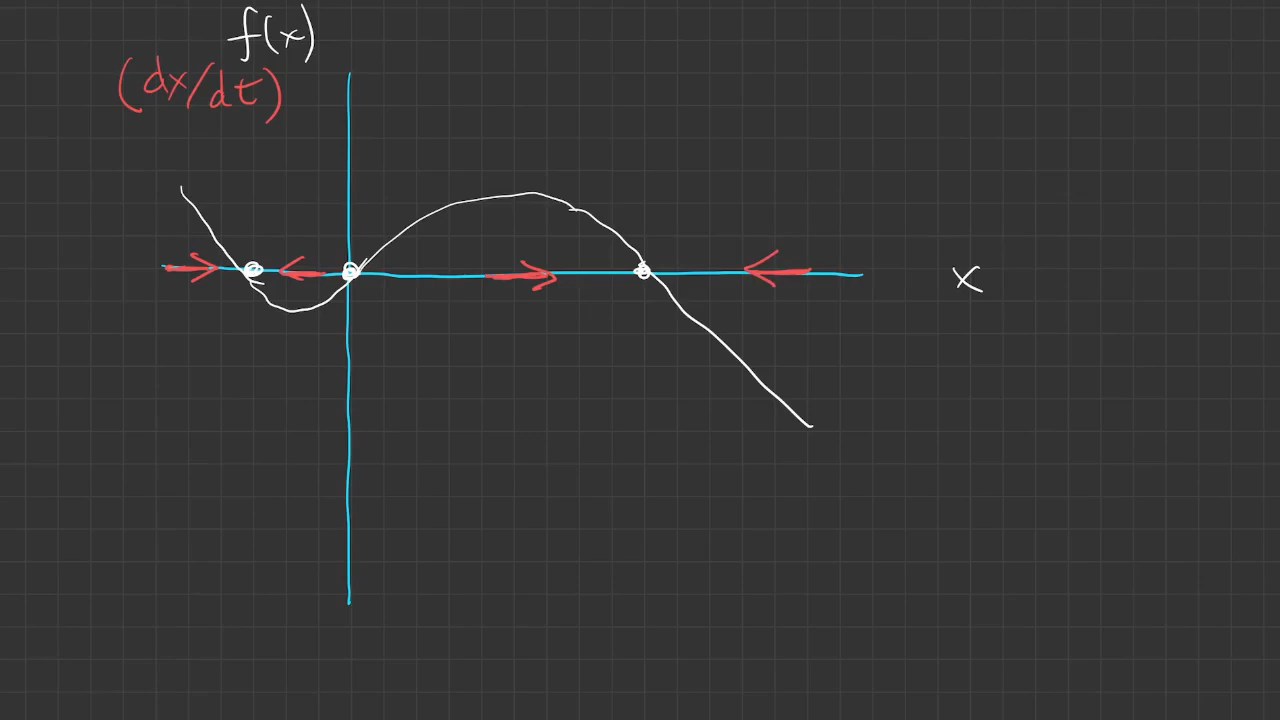 f(x)
(dx/dt)
x